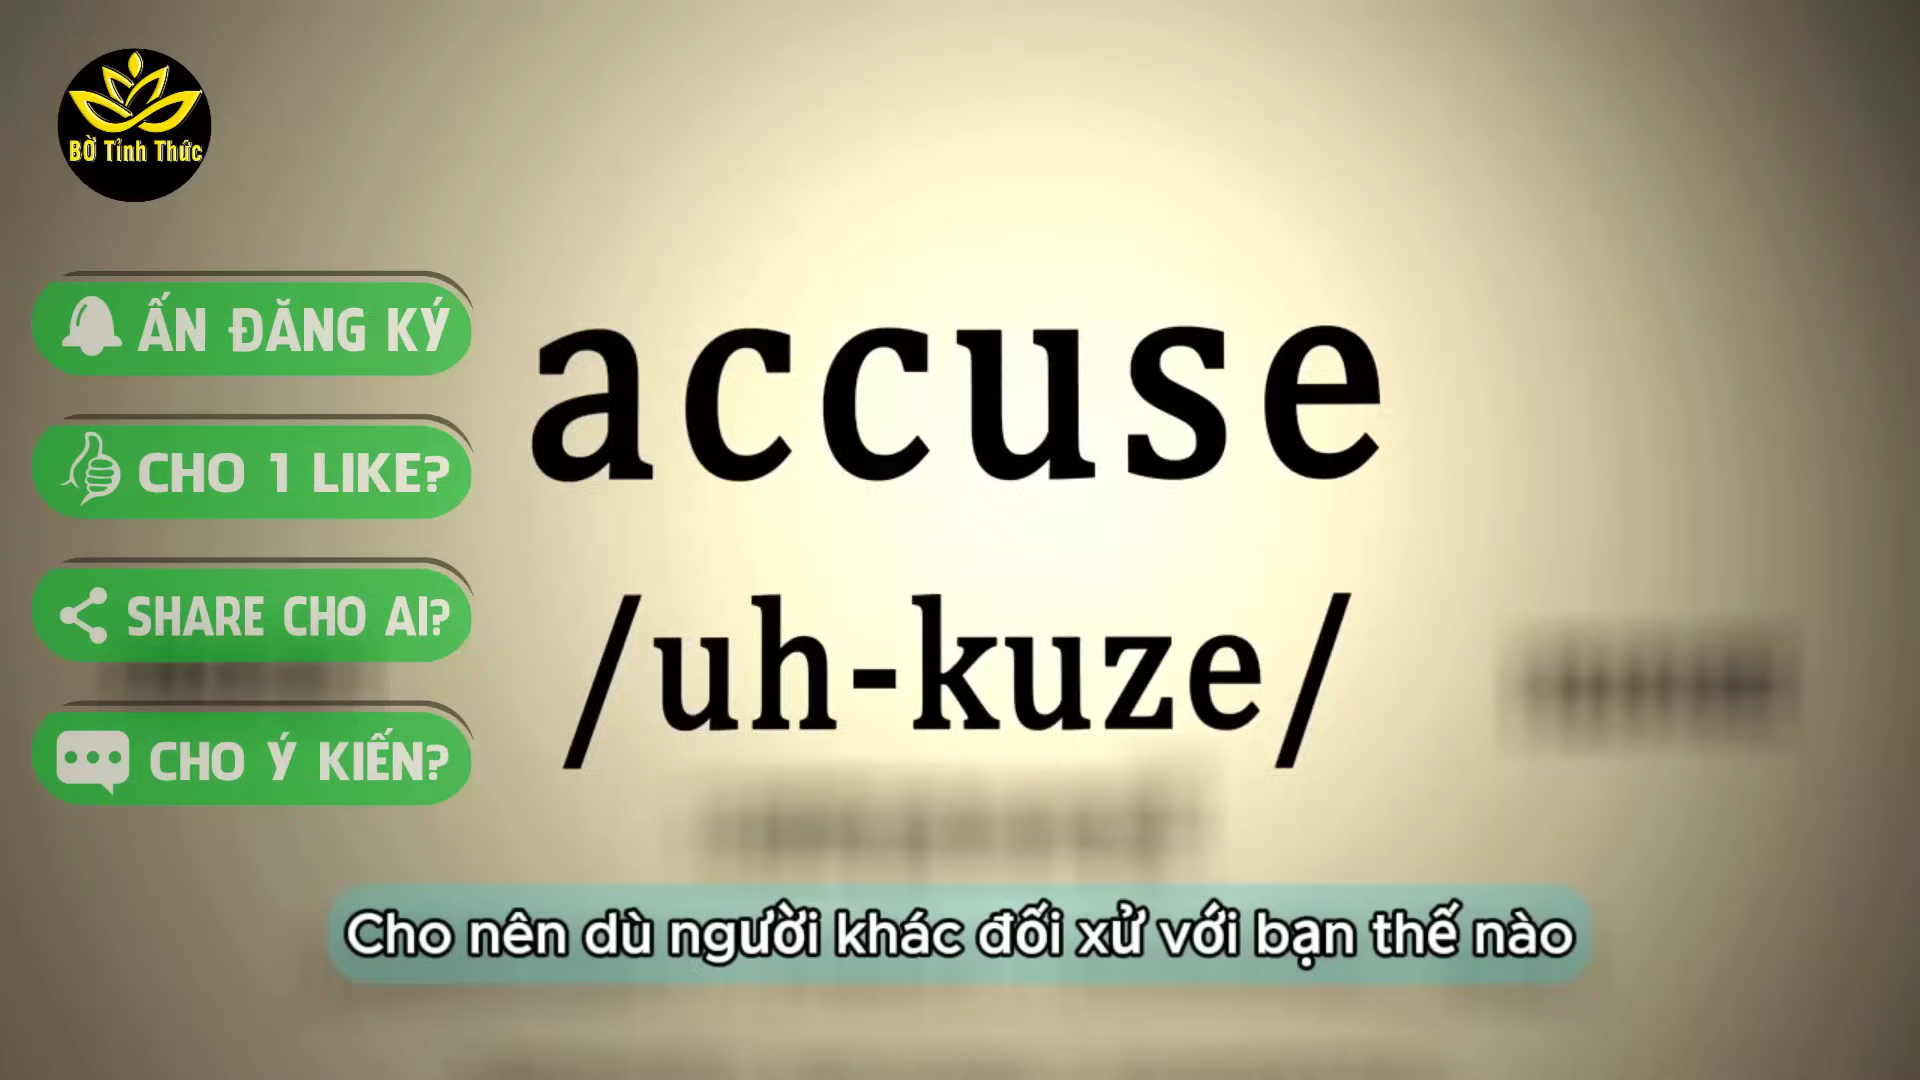 BỜ Tỉnh Thức
ẤN ĐĂNG KÝ
CHO 1 LIKE?
SHARE CHO AI?
CHO Ý KIẾN?
accuse
/uh-kuze/
Cho nên dù người khác đối xử với bạn thế nào